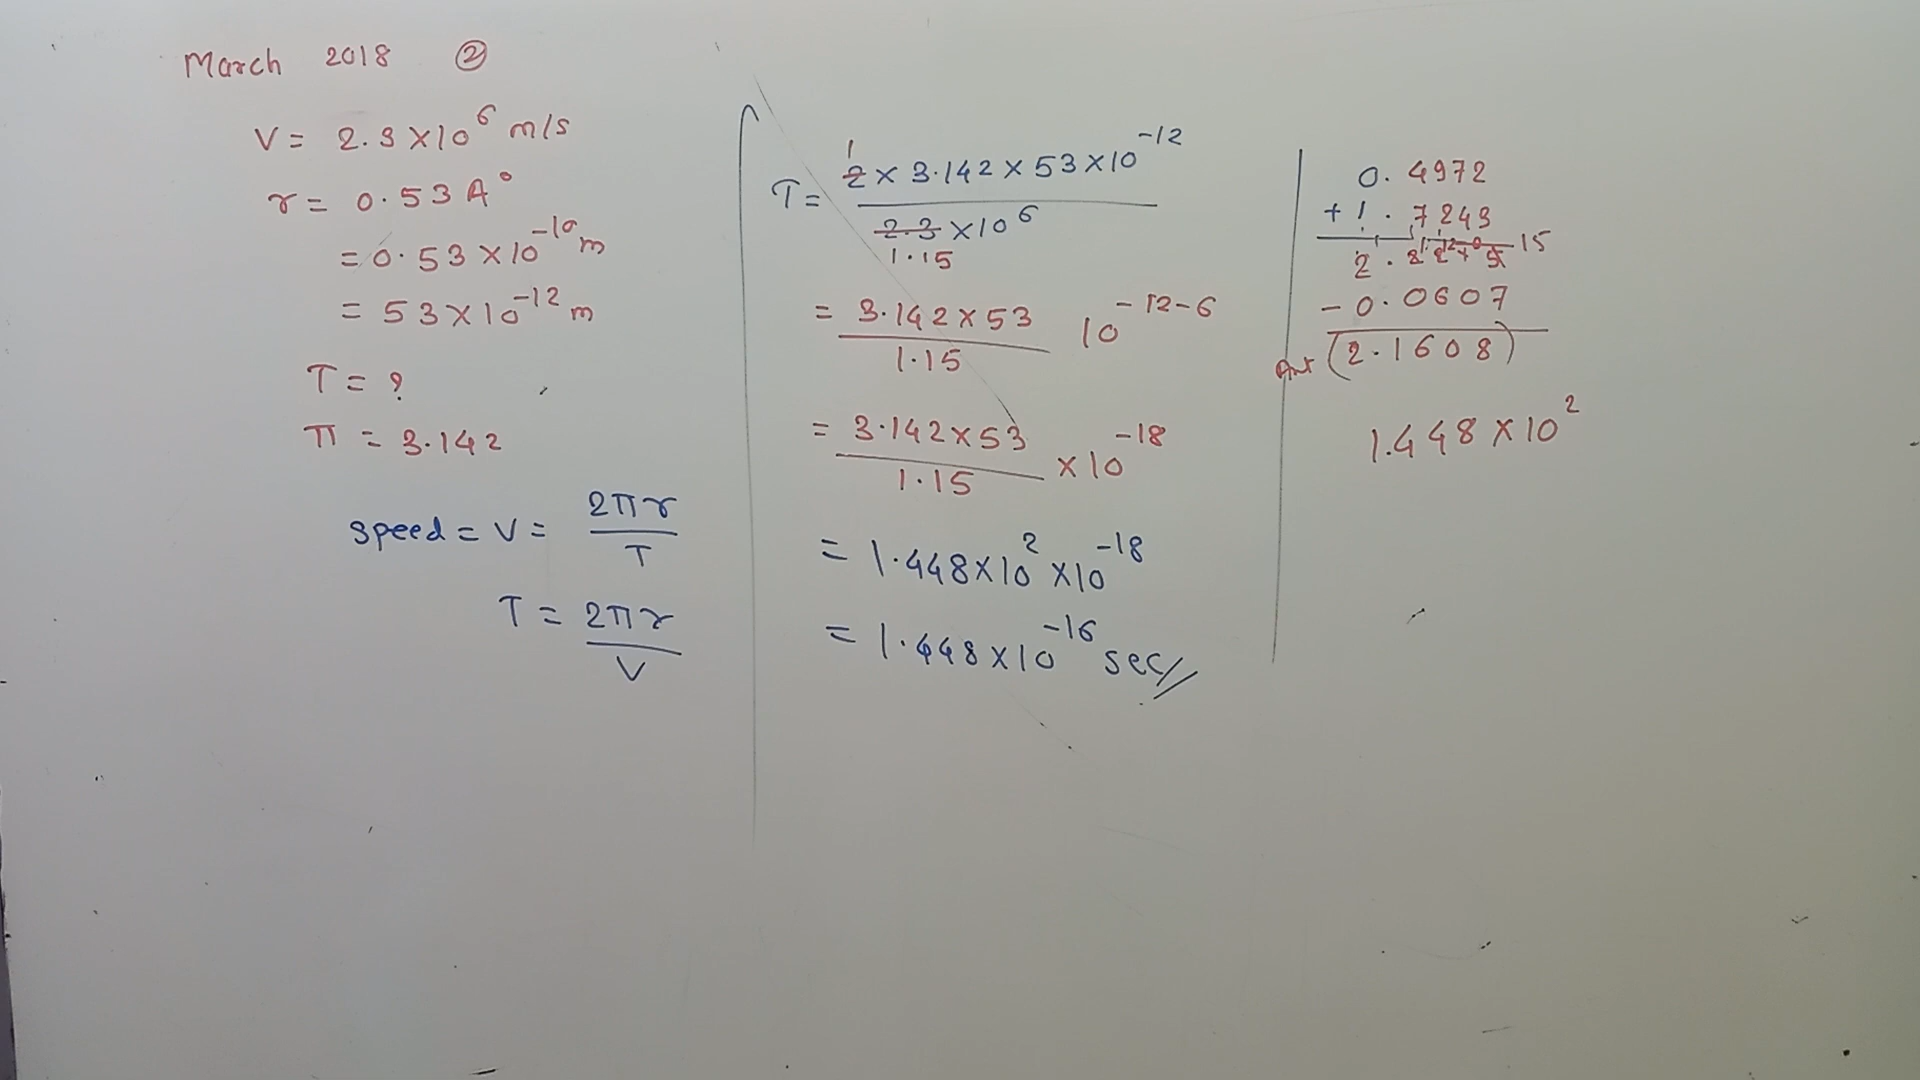 March 2018 ②
V = 2.3 × 10⁶ m/s
r = 0.53 A°
= 0.53 × 10⁻¹⁰ m
= 53 × 10⁻¹² m
T = ?
π = 3.142
speed = V = 2πr / T
T = 2πr / V
T = 2 × 3.142 × 53 × 10⁻¹² / 2.3 × 10⁶
1
1.15
= 3.142 × 53 / 1.15 10⁻¹²⁻⁶
= 3.142 × 53 / 1.15 × 10⁻¹⁸
= 1.448 × 10² × 10⁻¹⁸
= 1.448 × 10⁻¹⁶ sec//
0.4972
+ 1.7243
2.2215
15
- 0.0607
Ant (2.1608)
1.448 × 10²